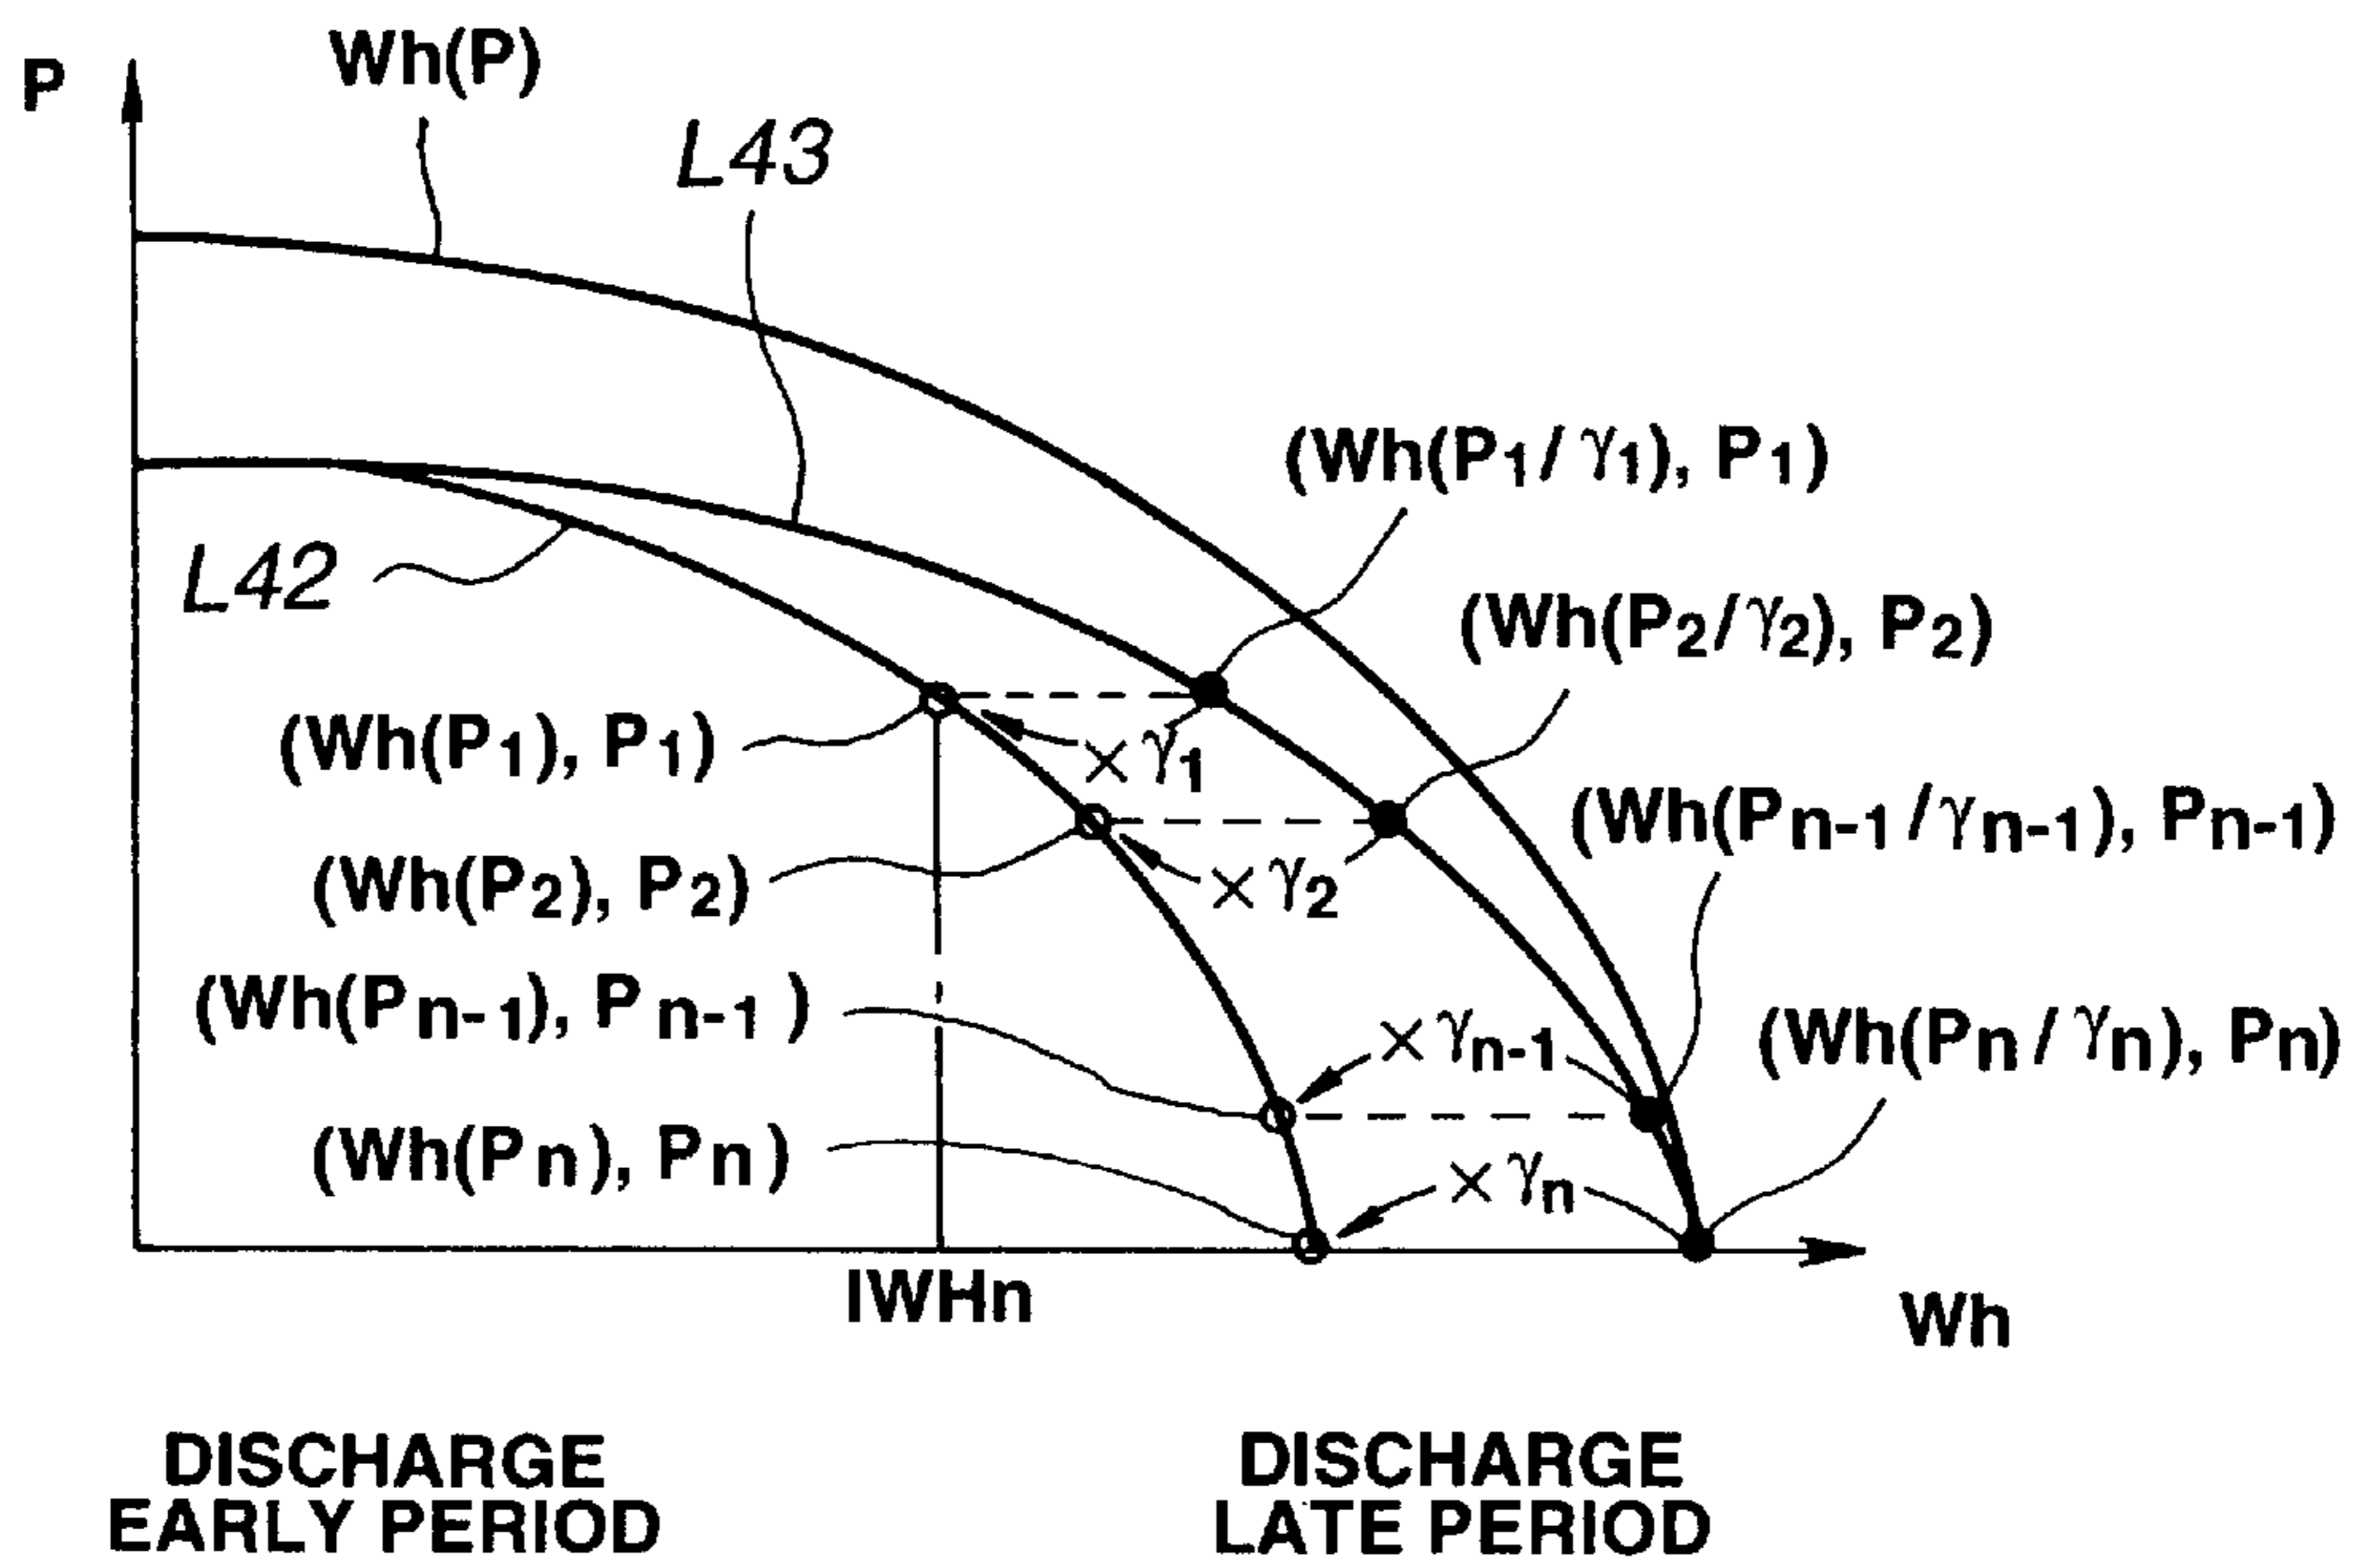 P
Wh(P)
L43
(Wh(P1/γ1), P1)
L42
(Wh(P2/γ2), P2)
(Wh(P1), P1)
×γ1
(Wh(Pn-1/γn-1), Pn-1)
(Wh(P2), P2)
×γ2
(Wh(Pn-1), Pn-1)
×γn-1
(Wh(Pn/γn), Pn)
(Wh(Pn), Pn)
×γn
IWHn
Wh
DISCHARGE
EARLY PERIOD
DISCHARGE
LATE PERIOD